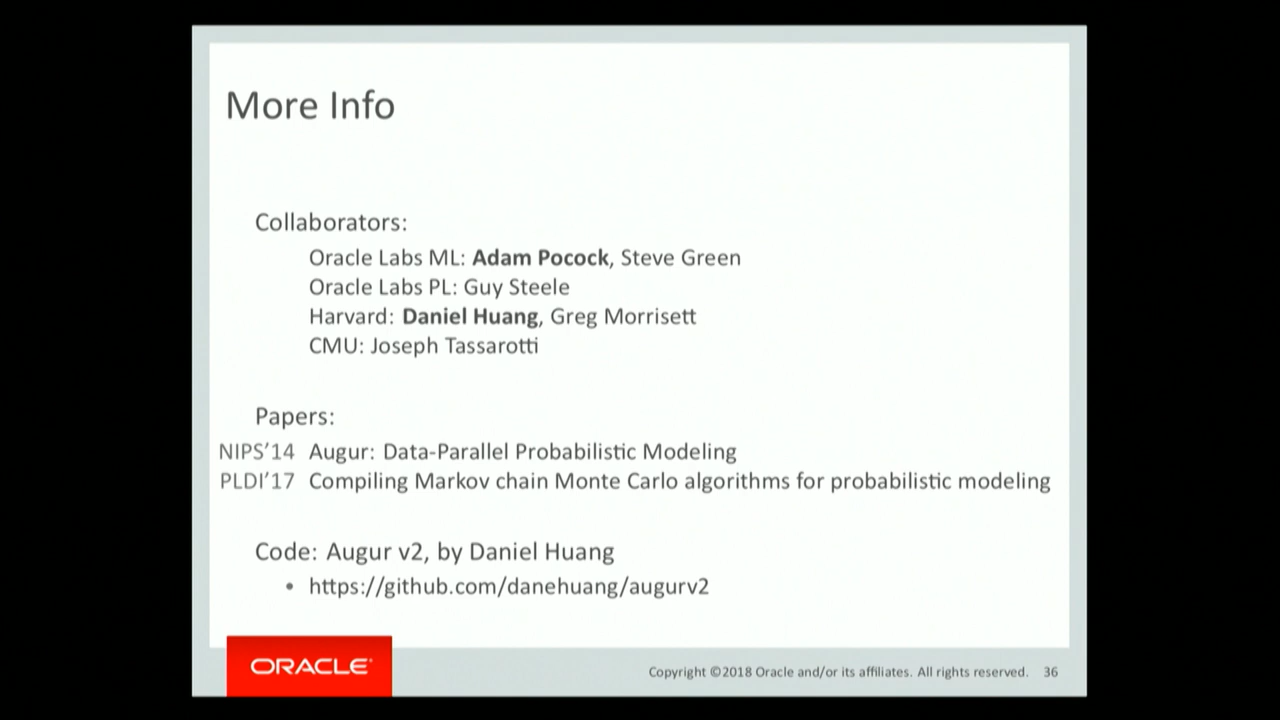 More Info
Collaborators:
Oracle Labs ML: Adam Pocock, Steve Green
Oracle Labs PL: Guy Steele
Harvard: Daniel Huang, Greg Morrisett
CMU: Joseph Tassarotti
Papers:
NIPS'14 Augur: Data-Parallel Probabilistic Modeling
PLDI'17 Compiling Markov chain Monte Carlo algorithms for probabilistic modeling
Code: Augur v2, by Daniel Huang
• https://github.com/danehuang/augurv2
ORACLE
Copyright ©2018 Oracle and/or its affiliates. All rights reserved. 36